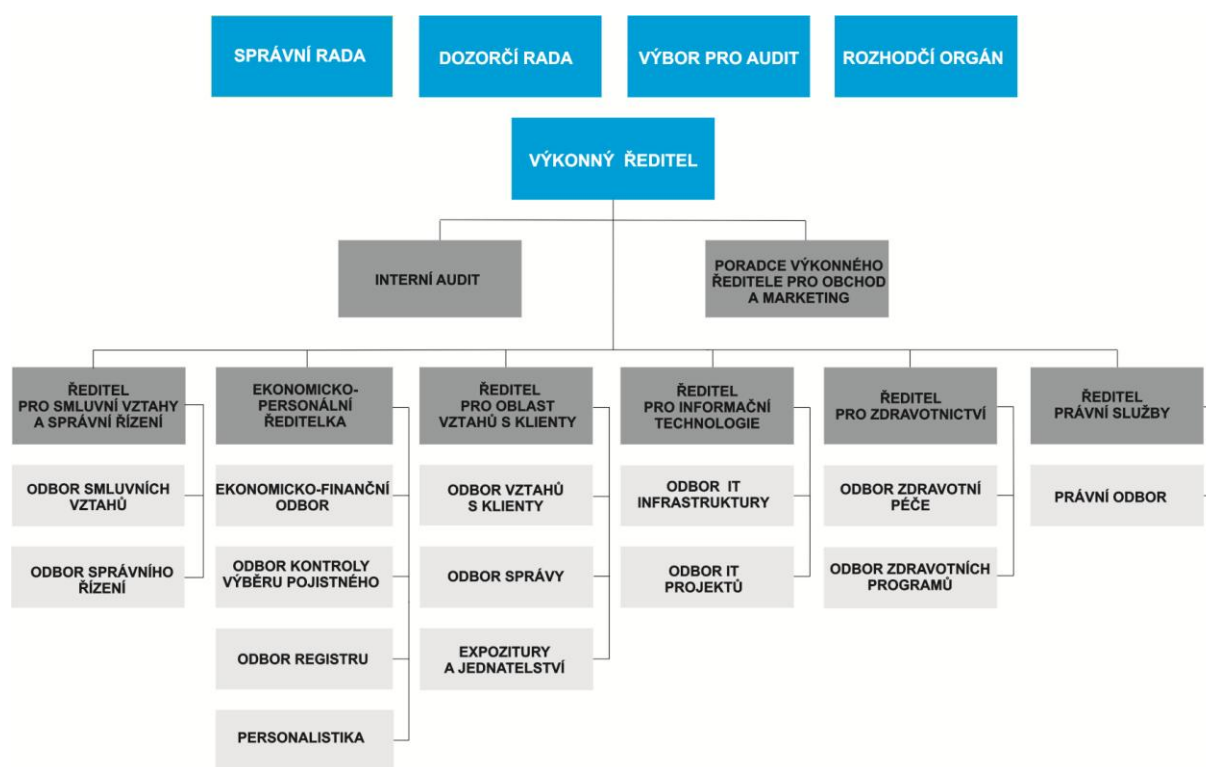 SPRÁVNÍ RADA
DOZORČÍ RADA
VÝBOR PRO AUDIT
ROZHODČÍ ORGÁN
VÝKONNÝ ŘEDITEL
INTERNÍ AUDIT
PORADCE VÝKONNÉHO
ŘEDITELE PRO OBCHOD
A MARKETING
ŘEDITEL
PRO SMLUVNÍ VZTAHY
A SPRÁVNÍ ŘÍZENÍ
EKONOMICKO-
PERSONÁLNÍ
ŘEDITELKA
ŘEDITEL
PRO OBLAST
VZTAHŮ S KLIENTY
ŘEDITEL
PRO INFORMAČNÍ
TECHNOLOGIE
ŘEDITEL
PRO ZDRAVOTNICTVÍ
ŘEDITEL
PRÁVNÍ SLUŽBY
ODBOR SMLUVNÍCH
VZTAHŮ
EKONOMICKO-FINANČNÍ
ODBOR
ODBOR VZTAHŮ
S KLIENTY
ODBOR IT
INFRASTRUKTURY
ODBOR ZDRAVOTNÍ
PÉČE
PRÁVNÍ ODBOR
ODBOR SPRÁVNÍHO
ŘÍZENÍ
ODBOR KONTROLY
VÝBĚRU POJISTNÉHO
ODBOR SPRÁVY
ODBOR IT
PROJEKTŮ
ODBOR ZDRAVOTNÍCH
PROGRAMŮ
ODBOR REGISTRU
EXPOZITURY
A JEDNATELSTVÍ
PERSONALISTIKA